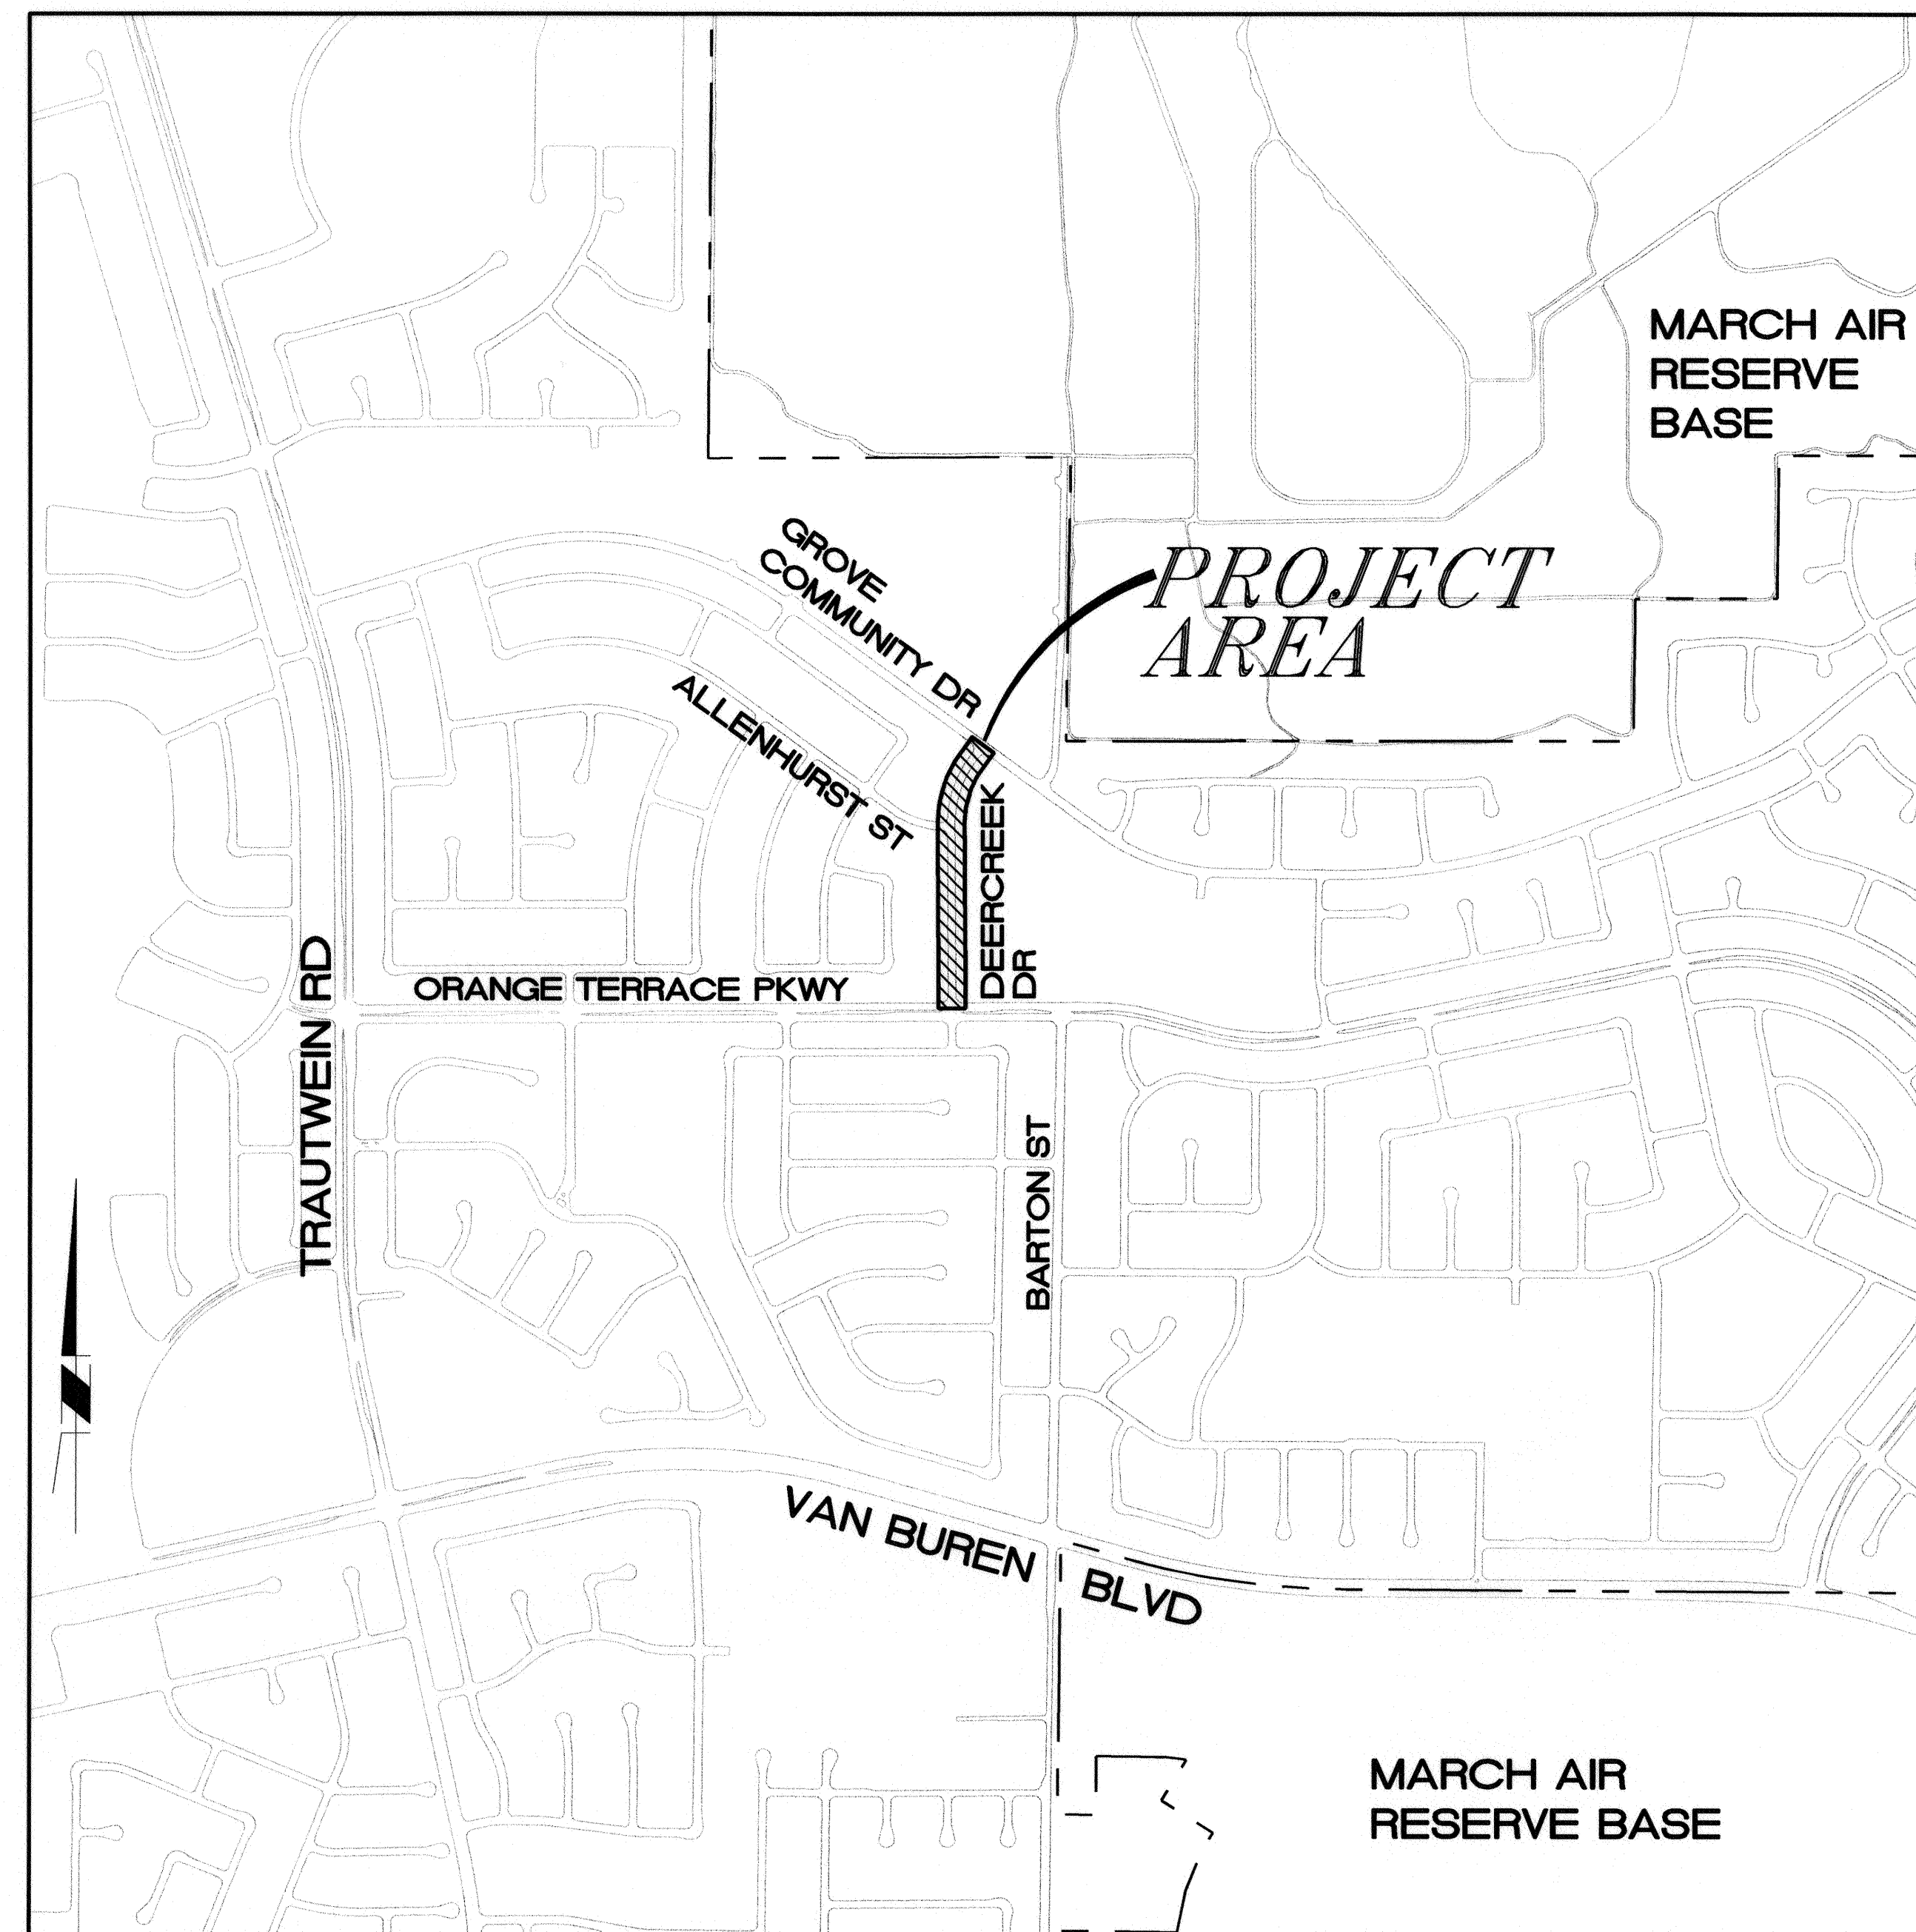 MARCH AIR
RESERVE
BASE
GROVE
COMMUNITY DR
PROJECT
AREA
ALLENHURST ST
DEERCREEK
DR
TRAUTWEIN RD
ORANGE TERRACE PKWY
BARTON ST
VAN BUREN BLVD
MARCH AIR
RESERVE BASE